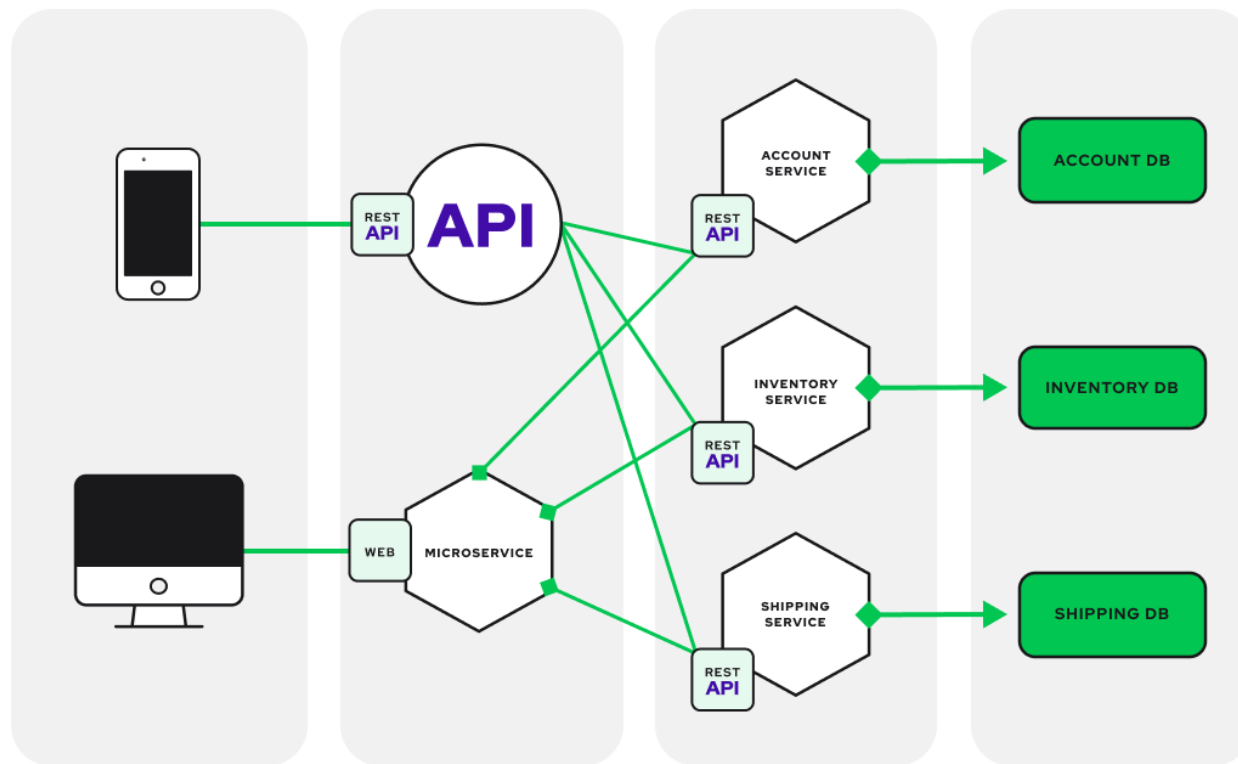 REST
API
API
WEB
MICROSERVICE
ACCOUNT
SERVICE
REST
API
INVENTORY
SERVICE
REST
API
SHIPPING
SERVICE
REST
API
ACCOUNT DB
INVENTORY DB
SHIPPING DB